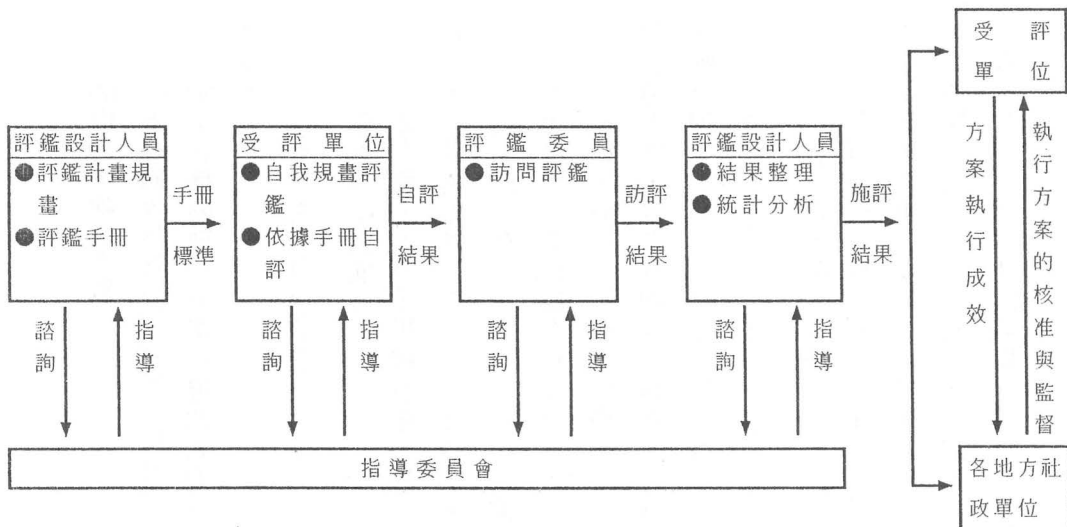 受評
單位
評鑑設計人員
●評鑑計畫規
畫
●評鑑手冊
手冊
標準
受評單位
●自我規畫評
鑑
●依據手冊自
評
自評
結果
評鑑委員
●訪問評鑑
訪評
結果
評鑑設計人員
●結果整理
●統計分析
施評
結果
方案執行成效
執行方案的核准與監督
諮詢
指導
諮詢
指導
諮詢
指導
諮詢
指導
指導委員會
各地方社
政單位